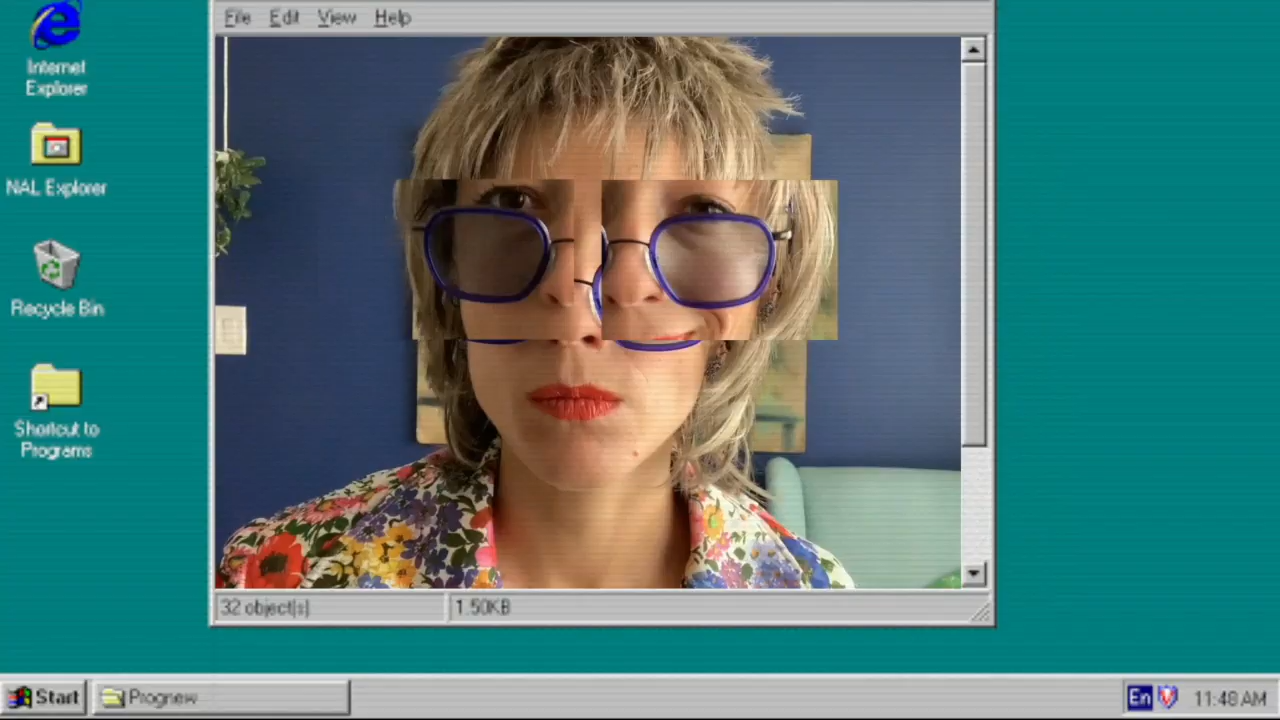 File Edit View Help
Internet
Explorer
NAL Explorer
Recycle Bin
Shortcut to
Programs
32 object(s)
1.50KB
Start
Prognew
En
11:48 AM